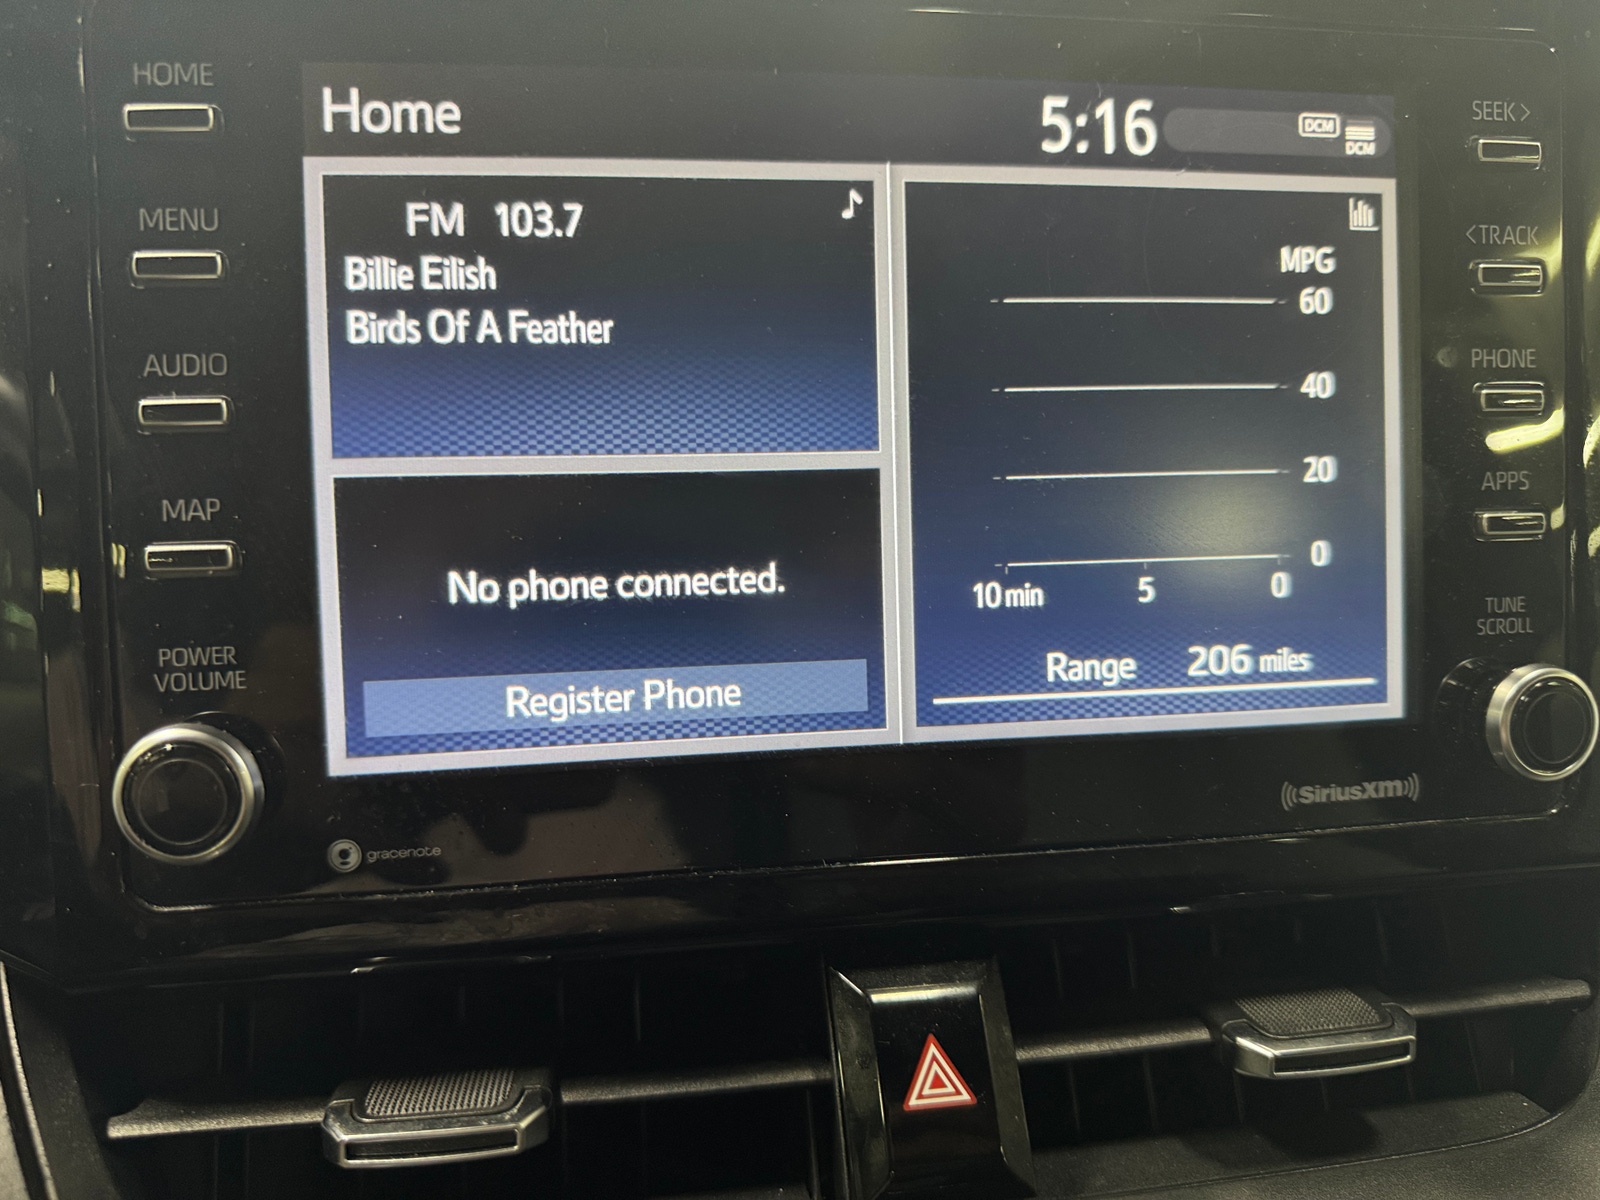 HOME
MENU
AUDIO
MAP
POWER
VOLUME
Home
5:16
DCM
DCM
FM 103.7
Billie Eilish
Birds Of A Feather
No phone connected.
Register Phone
MPG
60
40
20
0
10 min 5 0
Range 206 miles
SEEK >
< TRACK
PHONE
APPS
TUNE
SCROLL
gracenote
((SiriusXM))